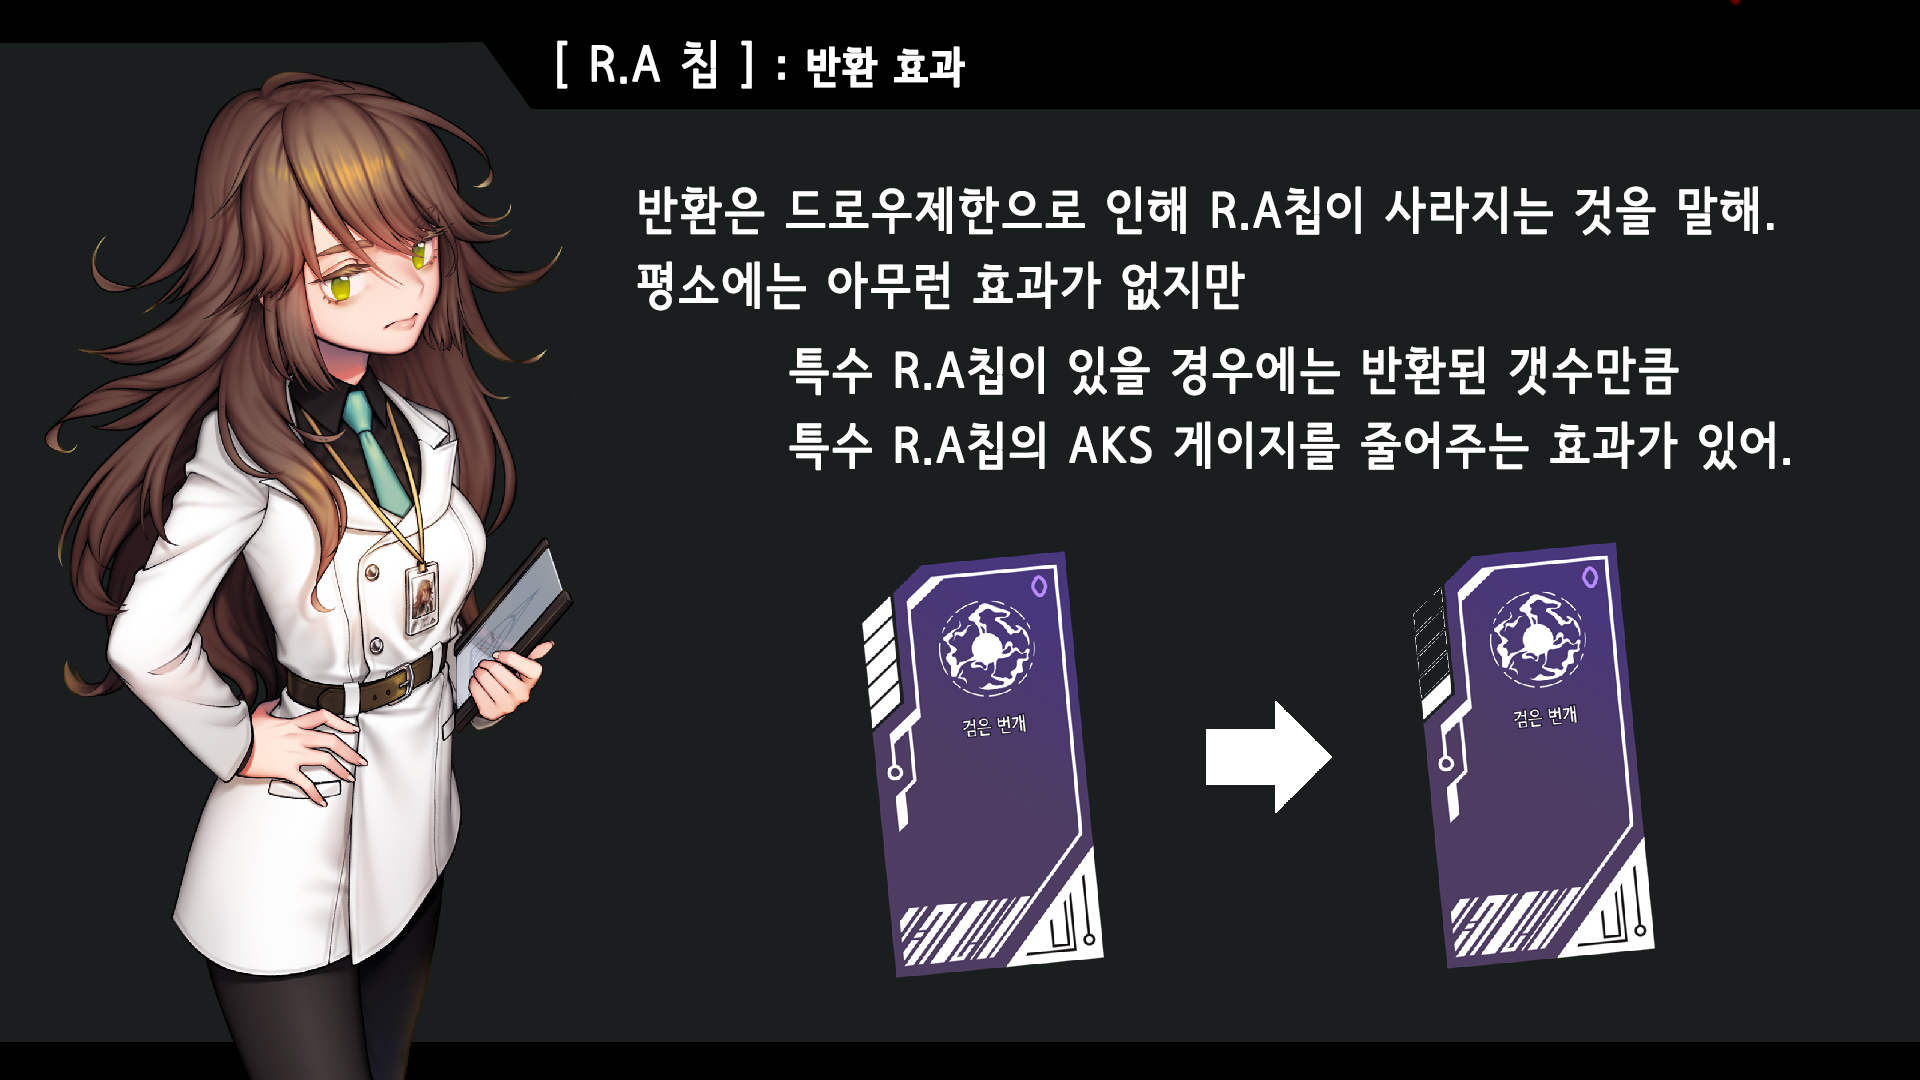 [ R.A 칩 ] : 반환 효과
반환은 드로우제한으로 인해 R.A칩이 사라지는 것을 말해.
평소에는 아무런 효과가 없지만
특수 R.A칩이 있을 경우에는 반환된 갯수만큼
특수 R.A칩의 AKS 게이지를 줄어주는 효과가 있어.
검은 번개
검은 번개